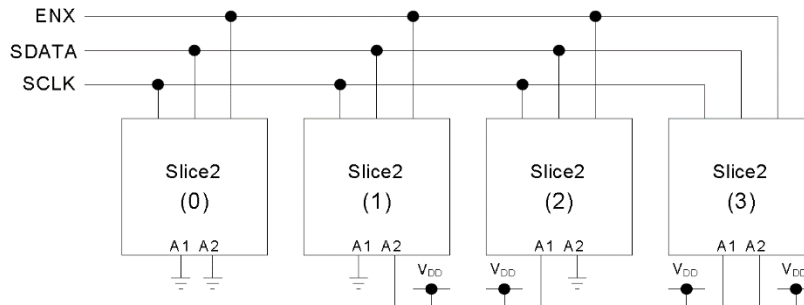 ENX
SDATA
SCLK
Slice2 Slice2 Slice2 Slice2
(0) (1) (2) (3)
A1 A2 A1 A2 A1 A2 A1 A2
VDD VDD VDD VDD